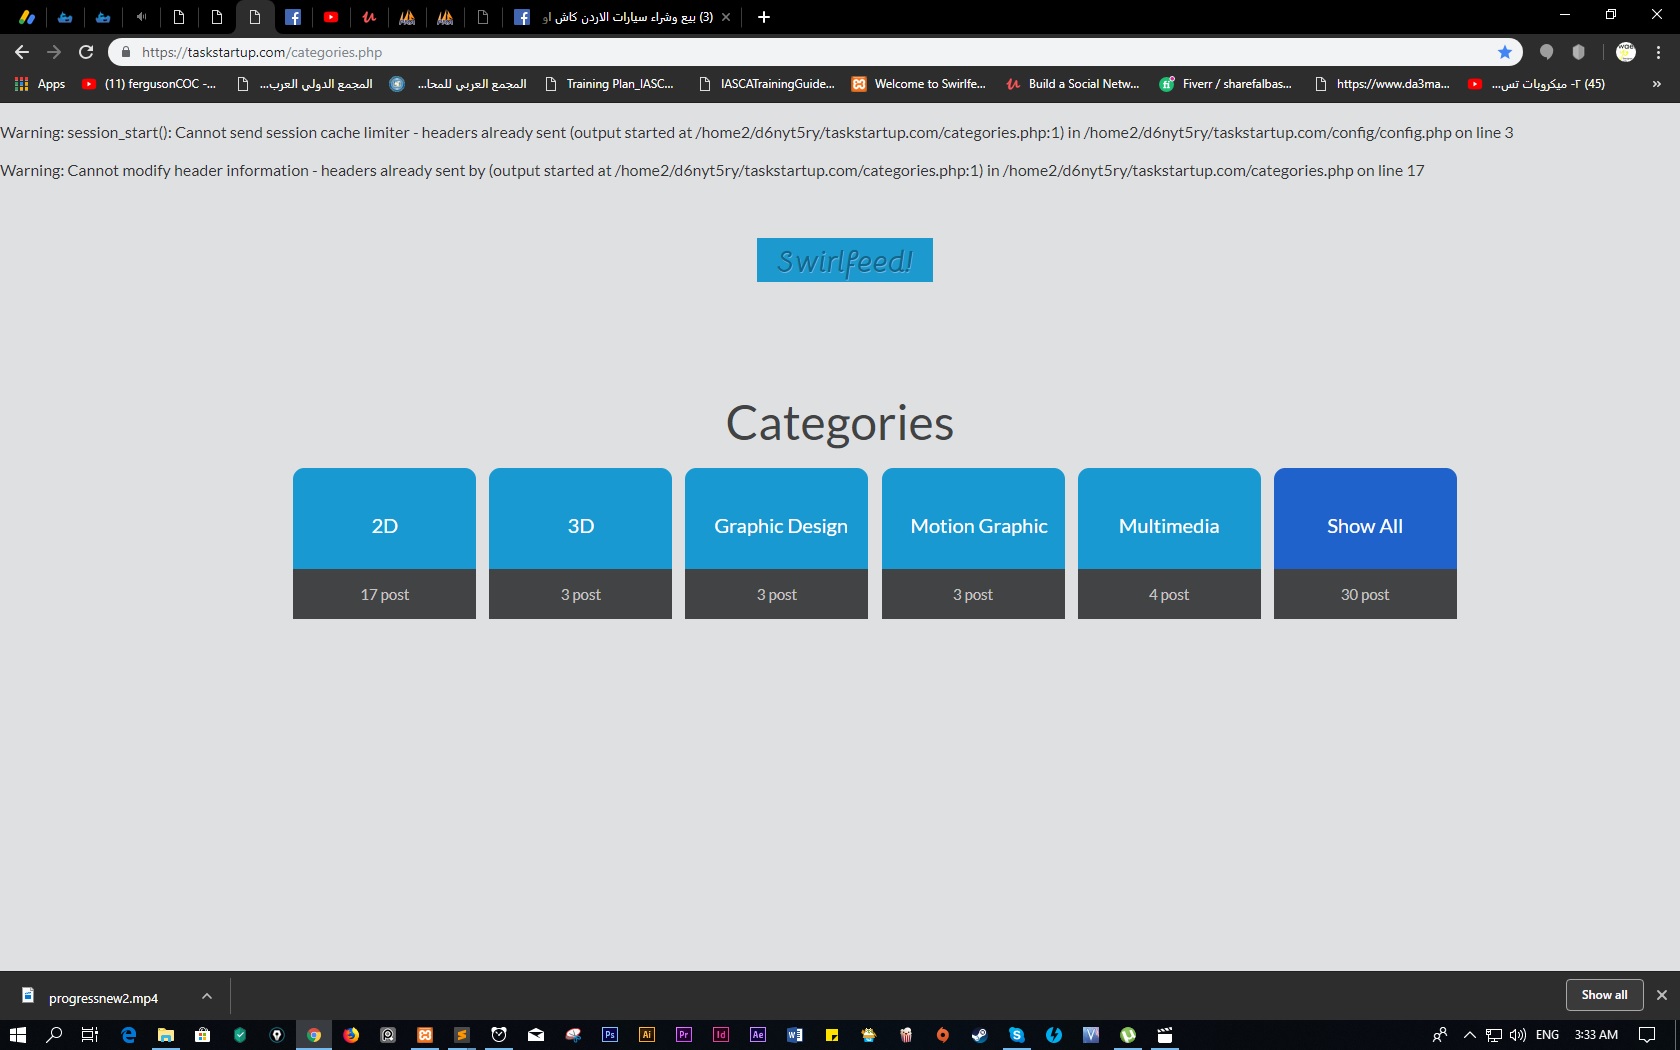 (3) بيع وشراء سيارات الاردن كاش او
https://taskstartup.com/categories.php
Apps
(11) fergusonCOC -...
المجمع الدولي العرب...
المجمع العربي للمحا...
Training Plan_IASC...
IASCATrainingGuide...
Welcome to Swirlfe...
Build a Social Netw...
Fiverr / sharefalbas...
https://www.da3ma...
(45) ٢- ميكروبات تس...
»
Warning: session_start(): Cannot send session cache limiter - headers already sent (output started at /home2/d6nyt5ry/taskstartup.com/categories.php:1) in /home2/d6nyt5ry/taskstartup.com/config/config.php on line 3
Warning: Cannot modify header information - headers already sent by (output started at /home2/d6nyt5ry/taskstartup.com/categories.php:1) in /home2/d6nyt5ry/taskstartup.com/categories.php on line 17
Swirlfeed!
Categories
2D
3D
Graphic Design
Motion Graphic
Multimedia
Show All
17 post
3 post
3 post
3 post
4 post
30 post
progressnew2.mp4
Show all
Ps
Ai
Pr
Id
Ae
ENG
3:33 AM